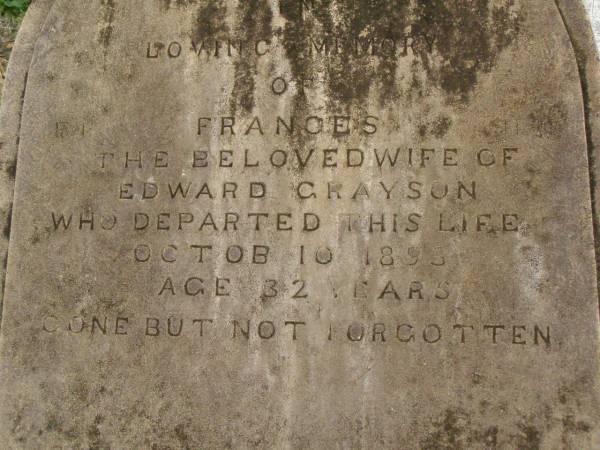 LOVING MEMORY
OF
FRANCES
THE BELOVED WIFE OF
EDWARD GRAYSON
WHO DEPARTED THIS LIFE
OCTOB 10 1893
AGE 32 YEARS
GONE BUT NOT FORGOTTEN